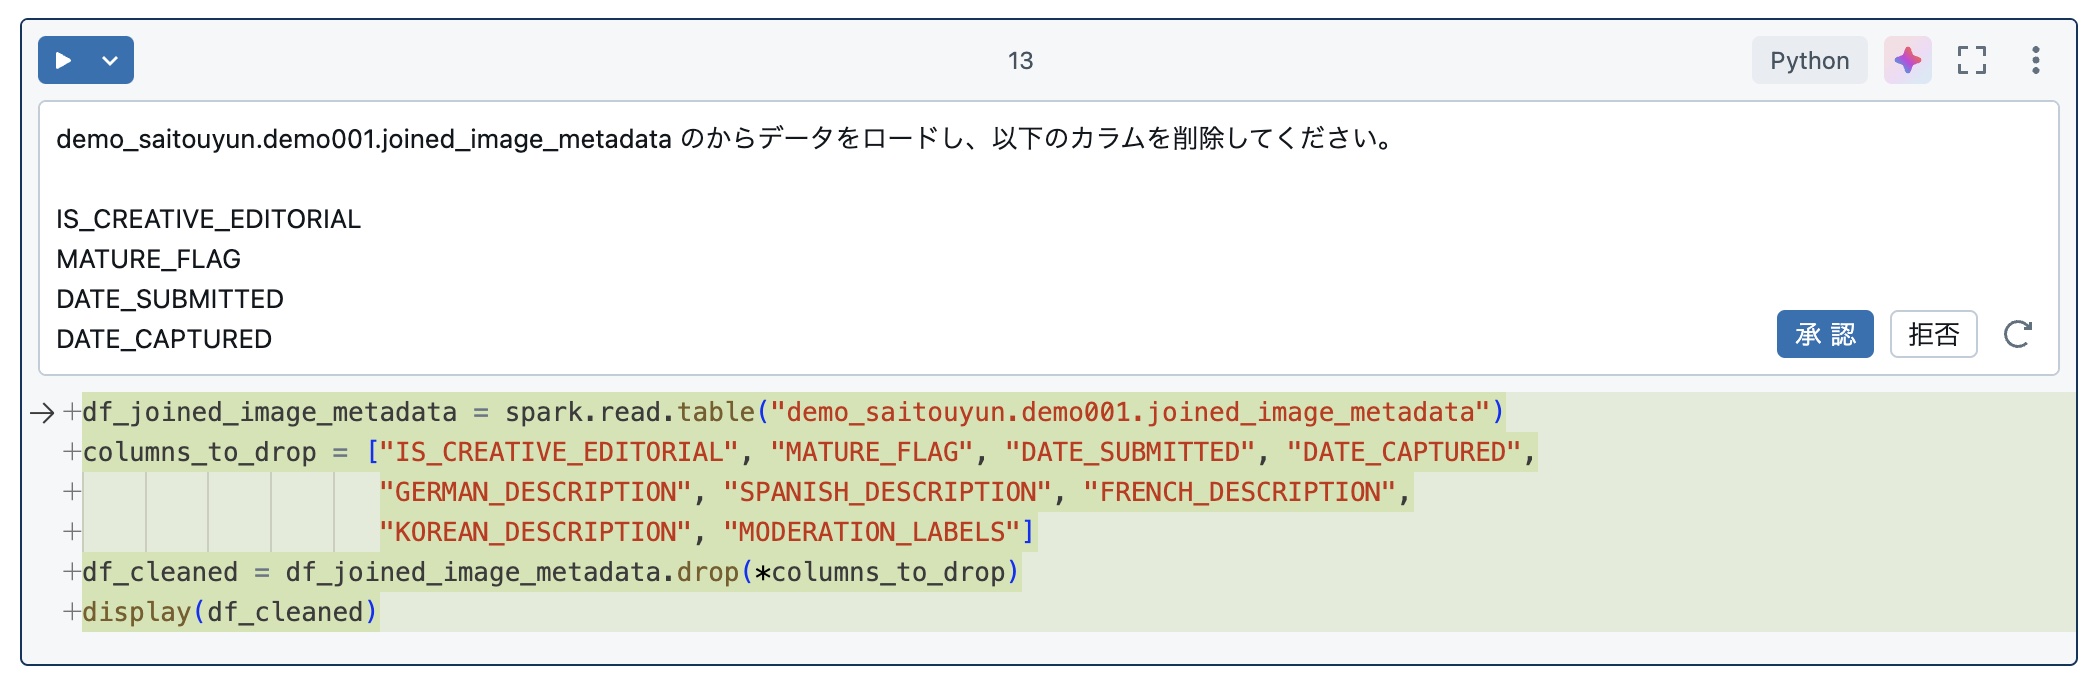 13
Python
demo_saitouyun.demo001.joined_image_metadata のからデータをロードし、以下のカラムを削除してください。
IS_CREATIVE_EDITORIAL
MATURE_FLAG
DATE_SUBMITTED
DATE_CAPTURED
承 認
拒否
+df_joined_image_metadata = spark.read.table("demo_saitouyun.demo001.joined_image_metadata")
+columns_to_drop = ["IS_CREATIVE_EDITORIAL", "MATURE_FLAG", "DATE_SUBMITTED", "DATE_CAPTURED",
+ "GERMAN_DESCRIPTION", "SPANISH_DESCRIPTION", "FRENCH_DESCRIPTION",
+ "KOREAN_DESCRIPTION", "MODERATION_LABELS"]
+df_cleaned = df_joined_image_metadata.drop(*columns_to_drop)
+display(df_cleaned)